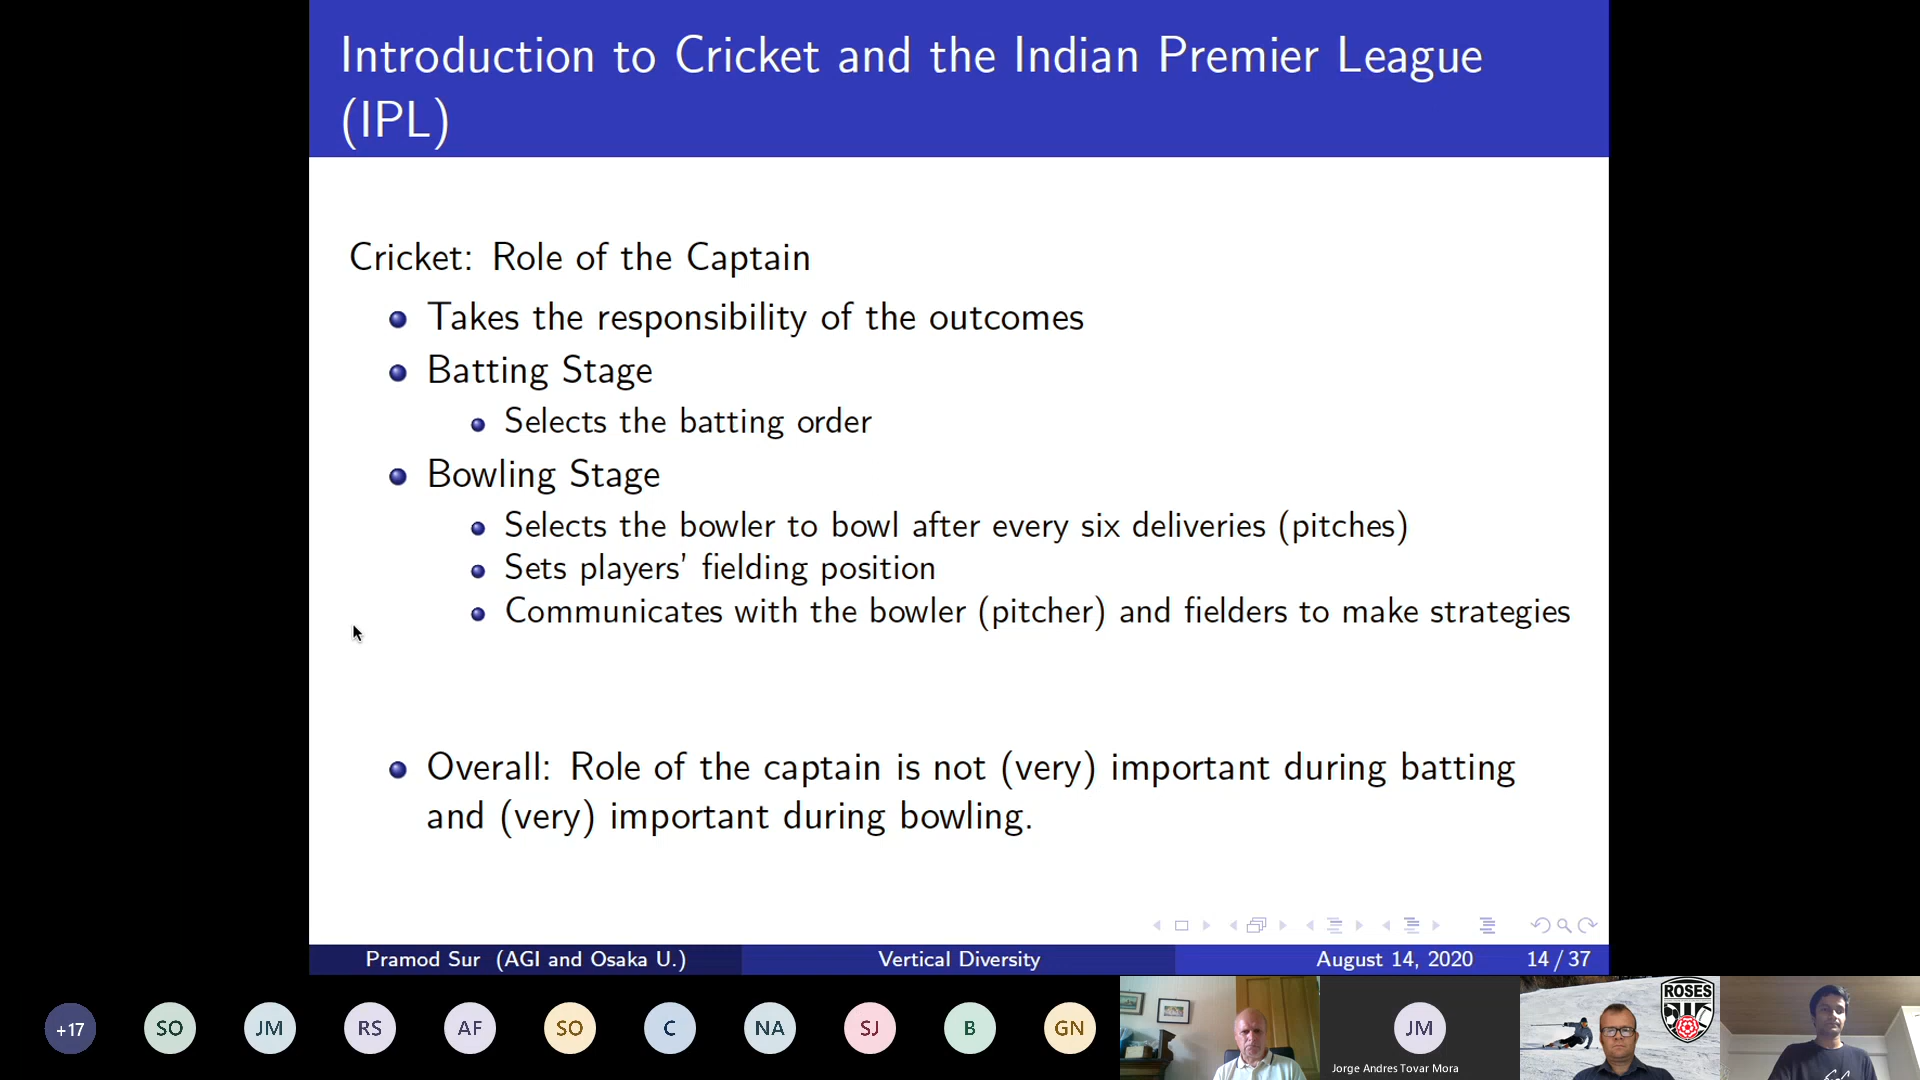 Introduction to Cricket and the Indian Premier League
(IPL)
Cricket: Role of the Captain
Takes the responsibility of the outcomes
Batting Stage
Selects the batting order
Bowling Stage
Selects the bowler to bowl after every six deliveries (pitches)
Sets players' fielding position
Communicates with the bowler (pitcher) and fielders to make strategies
Overall: Role of the captain is not (very) important during batting
and (very) important during bowling.
Pramod Sur (AGI and Osaka U.) Vertical Diversity August 14, 2020 14 / 37
+17 SO JM RS AF SO C NA SJ B GN JM
Jorge Andres Tovar Mora
ROSES